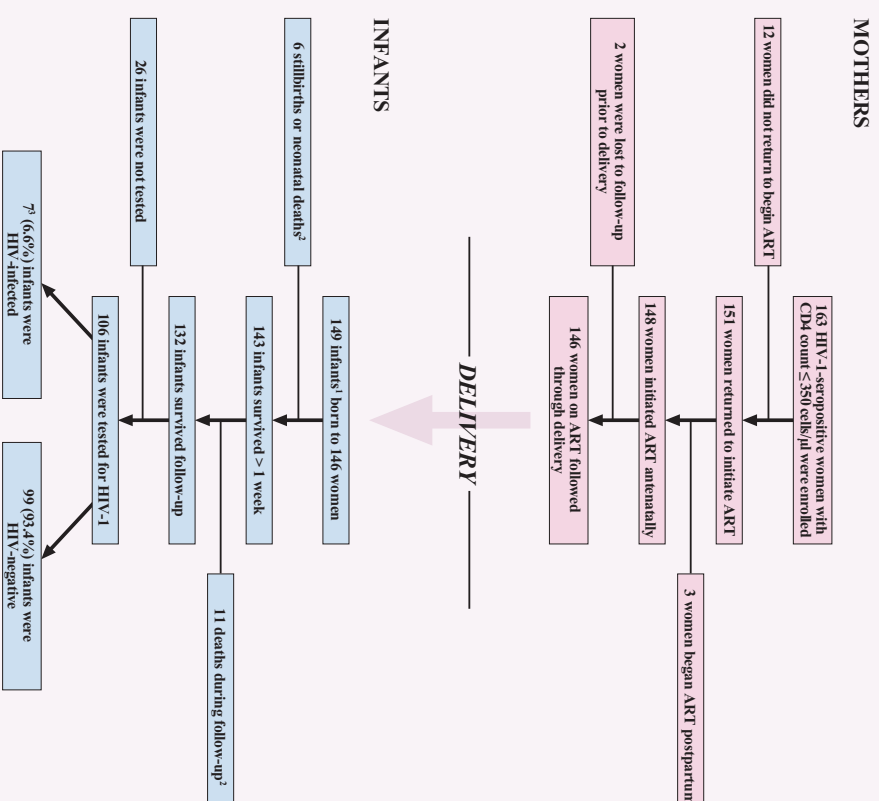 MOTHERS
163 HIV-1-seropositive women with
CD4 count ≤ 350 cells/µl were enrolled
12 women did not return to begin ART
151 women returned to initiate ART
3 women began ART postpartum
148 women initiated ART antenatally
2 women were lost to follow-up
prior to delivery
146 women on ART followed
through delivery
DELIVERY
INFANTS
149 infants¹ born to 146 women
6 stillbirths or neonatal deaths²
143 infants survived > 1 week
11 deaths during follow-up²
132 infants survived follow-up
26 infants were not tested
106 infants were tested for HIV-1
7³ (6.6%) infants were
HIV-infected
99 (93.4%) infants were
HIV-negative